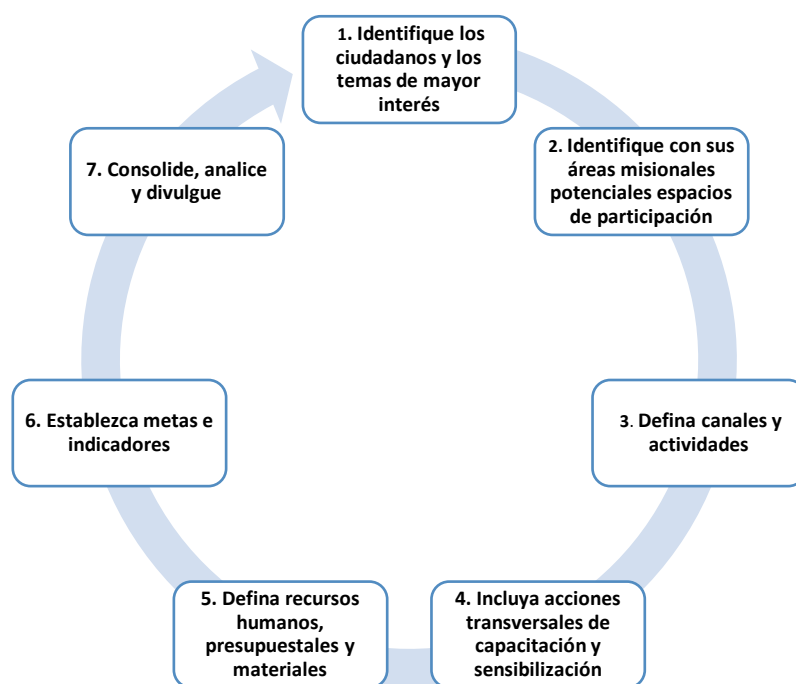 1. Identifique los
ciudadanos y los
temas de mayor
interés
2. Identifique con sus
áreas misionales
potenciales espacios
de participación
3. Defina canales y
actividades
4. Incluya acciones
transversales de
capacitación y
sensibilización
5. Defina recursos
humanos,
presupuestales y
materiales
6. Establezca metas e
indicadores
7. Consolide, analice
y divulgue